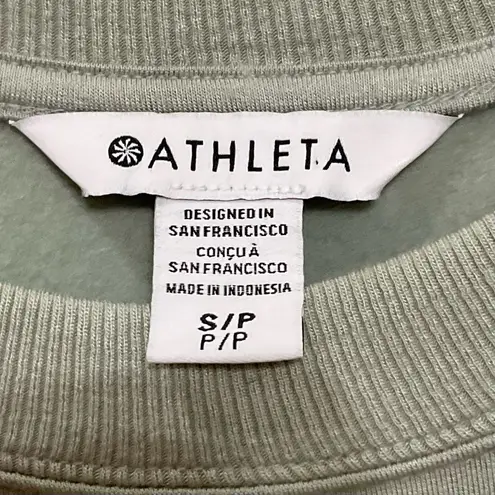 ATHLETA
DESIGNED IN
SAN FRANCISCO
CONÇU À
SAN FRANCISCO
MADE IN INDONESIA
S/P
P/P